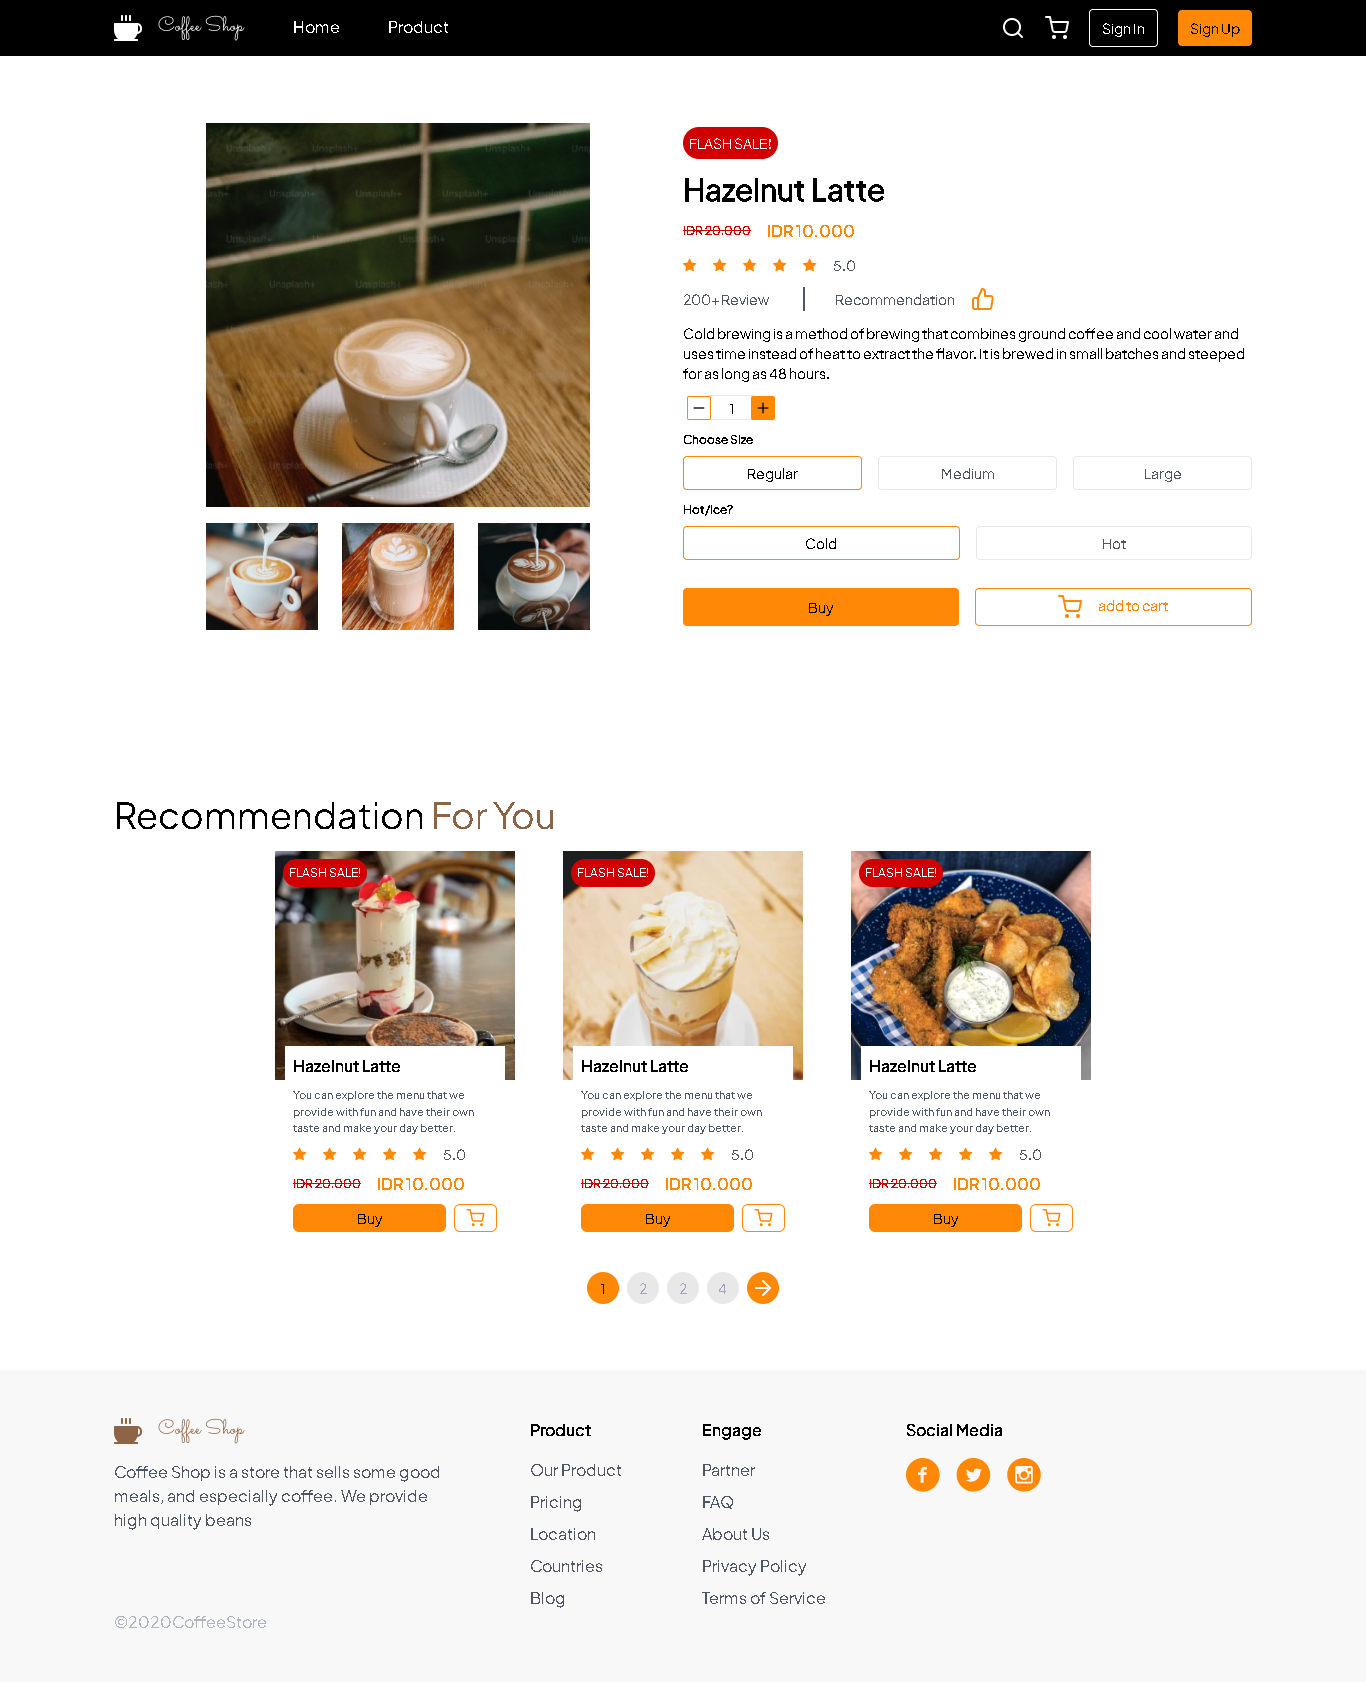 Coffee Shop
Home
Product
Sign In
Sign Up
Unsplash+
FLASH SALE!
Hazelnut Latte
IDR 20.000 IDR 10.000
5.0
200+ Review
Recommendation
Cold brewing is a method of brewing that combines ground coffee and cool water and
uses time instead of heat to extract the flavor. It is brewed in small batches and steeped
for as long as 48 hours.
1
Choose Size
Regular
Medium
Large
Hot/Ice?
Cold
Hot
Buy
add to cart
Recommendation For You
FLASH SALE!
Hazelnut Latte
You can explore the menu that we
provide with fun and have their own
taste and make your day better.
5.0
IDR 20.000 IDR 10.000
Buy
FLASH SALE!
Hazelnut Latte
You can explore the menu that we
provide with fun and have their own
taste and make your day better.
5.0
IDR 20.000 IDR 10.000
Buy
FLASH SALE!
Hazelnut Latte
You can explore the menu that we
provide with fun and have their own
taste and make your day better.
5.0
IDR 20.000 IDR 10.000
Buy
1 2 2 4
Coffee Shop
Coffee Shop is a store that sells some good
meals, and especially coffee. We provide
high quality beans
©2020CoffeeStore
Product
Our Product
Pricing
Location
Countries
Blog
Engage
Partner
FAQ
About Us
Privacy Policy
Terms of Service
Social Media